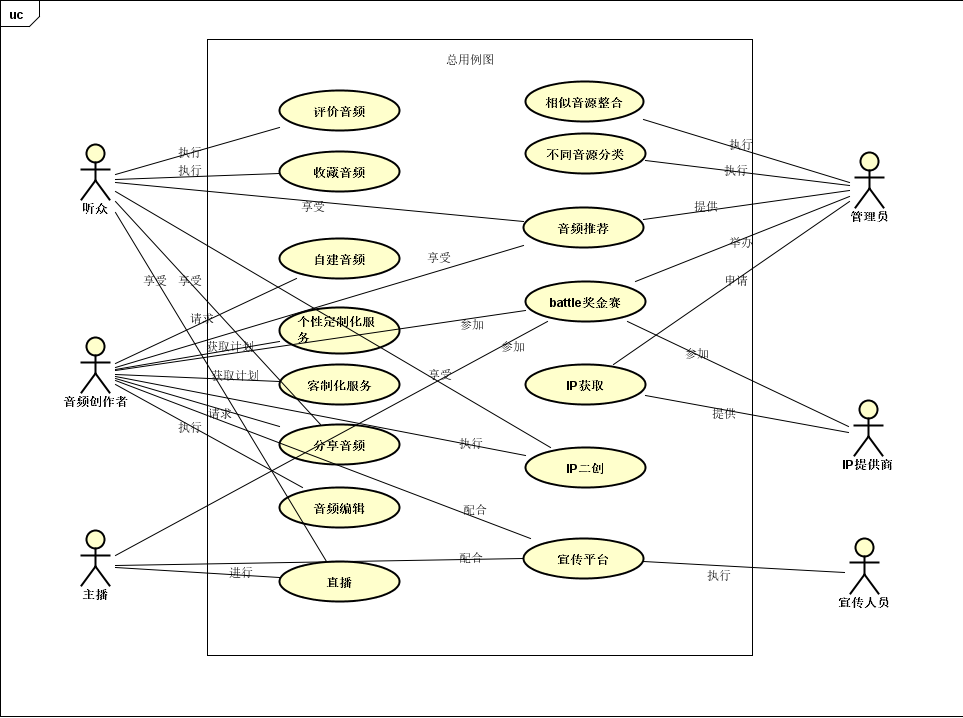 uc
总用例图
评价音频
相似音源整合
执行
执行
不同音源分类
执行
执行
收藏音频
听众
享受
提供
管理员
音频推荐
举办
自建音频
享受
享受
享受
申请
battle奖金赛
请求
个性定制化服
务
参加
获取计划
参加
参加
获取计划
客制化服务
享受
IP获取
音频创作者
请求
提供
执行
分享音频
执行
IP二创
IP提供商
音频编辑
配合
配合
宣传平台
进行
执行
直播
主播
宣传人员